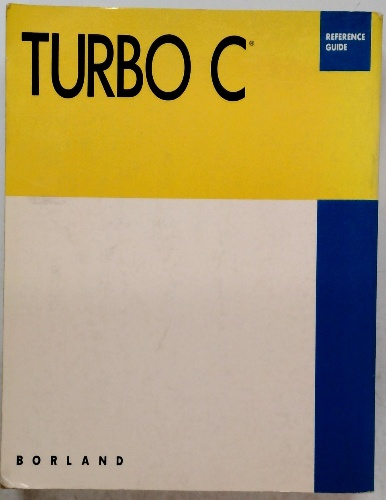 TURBO C®
REFERENCE
GUIDE
BORLAND